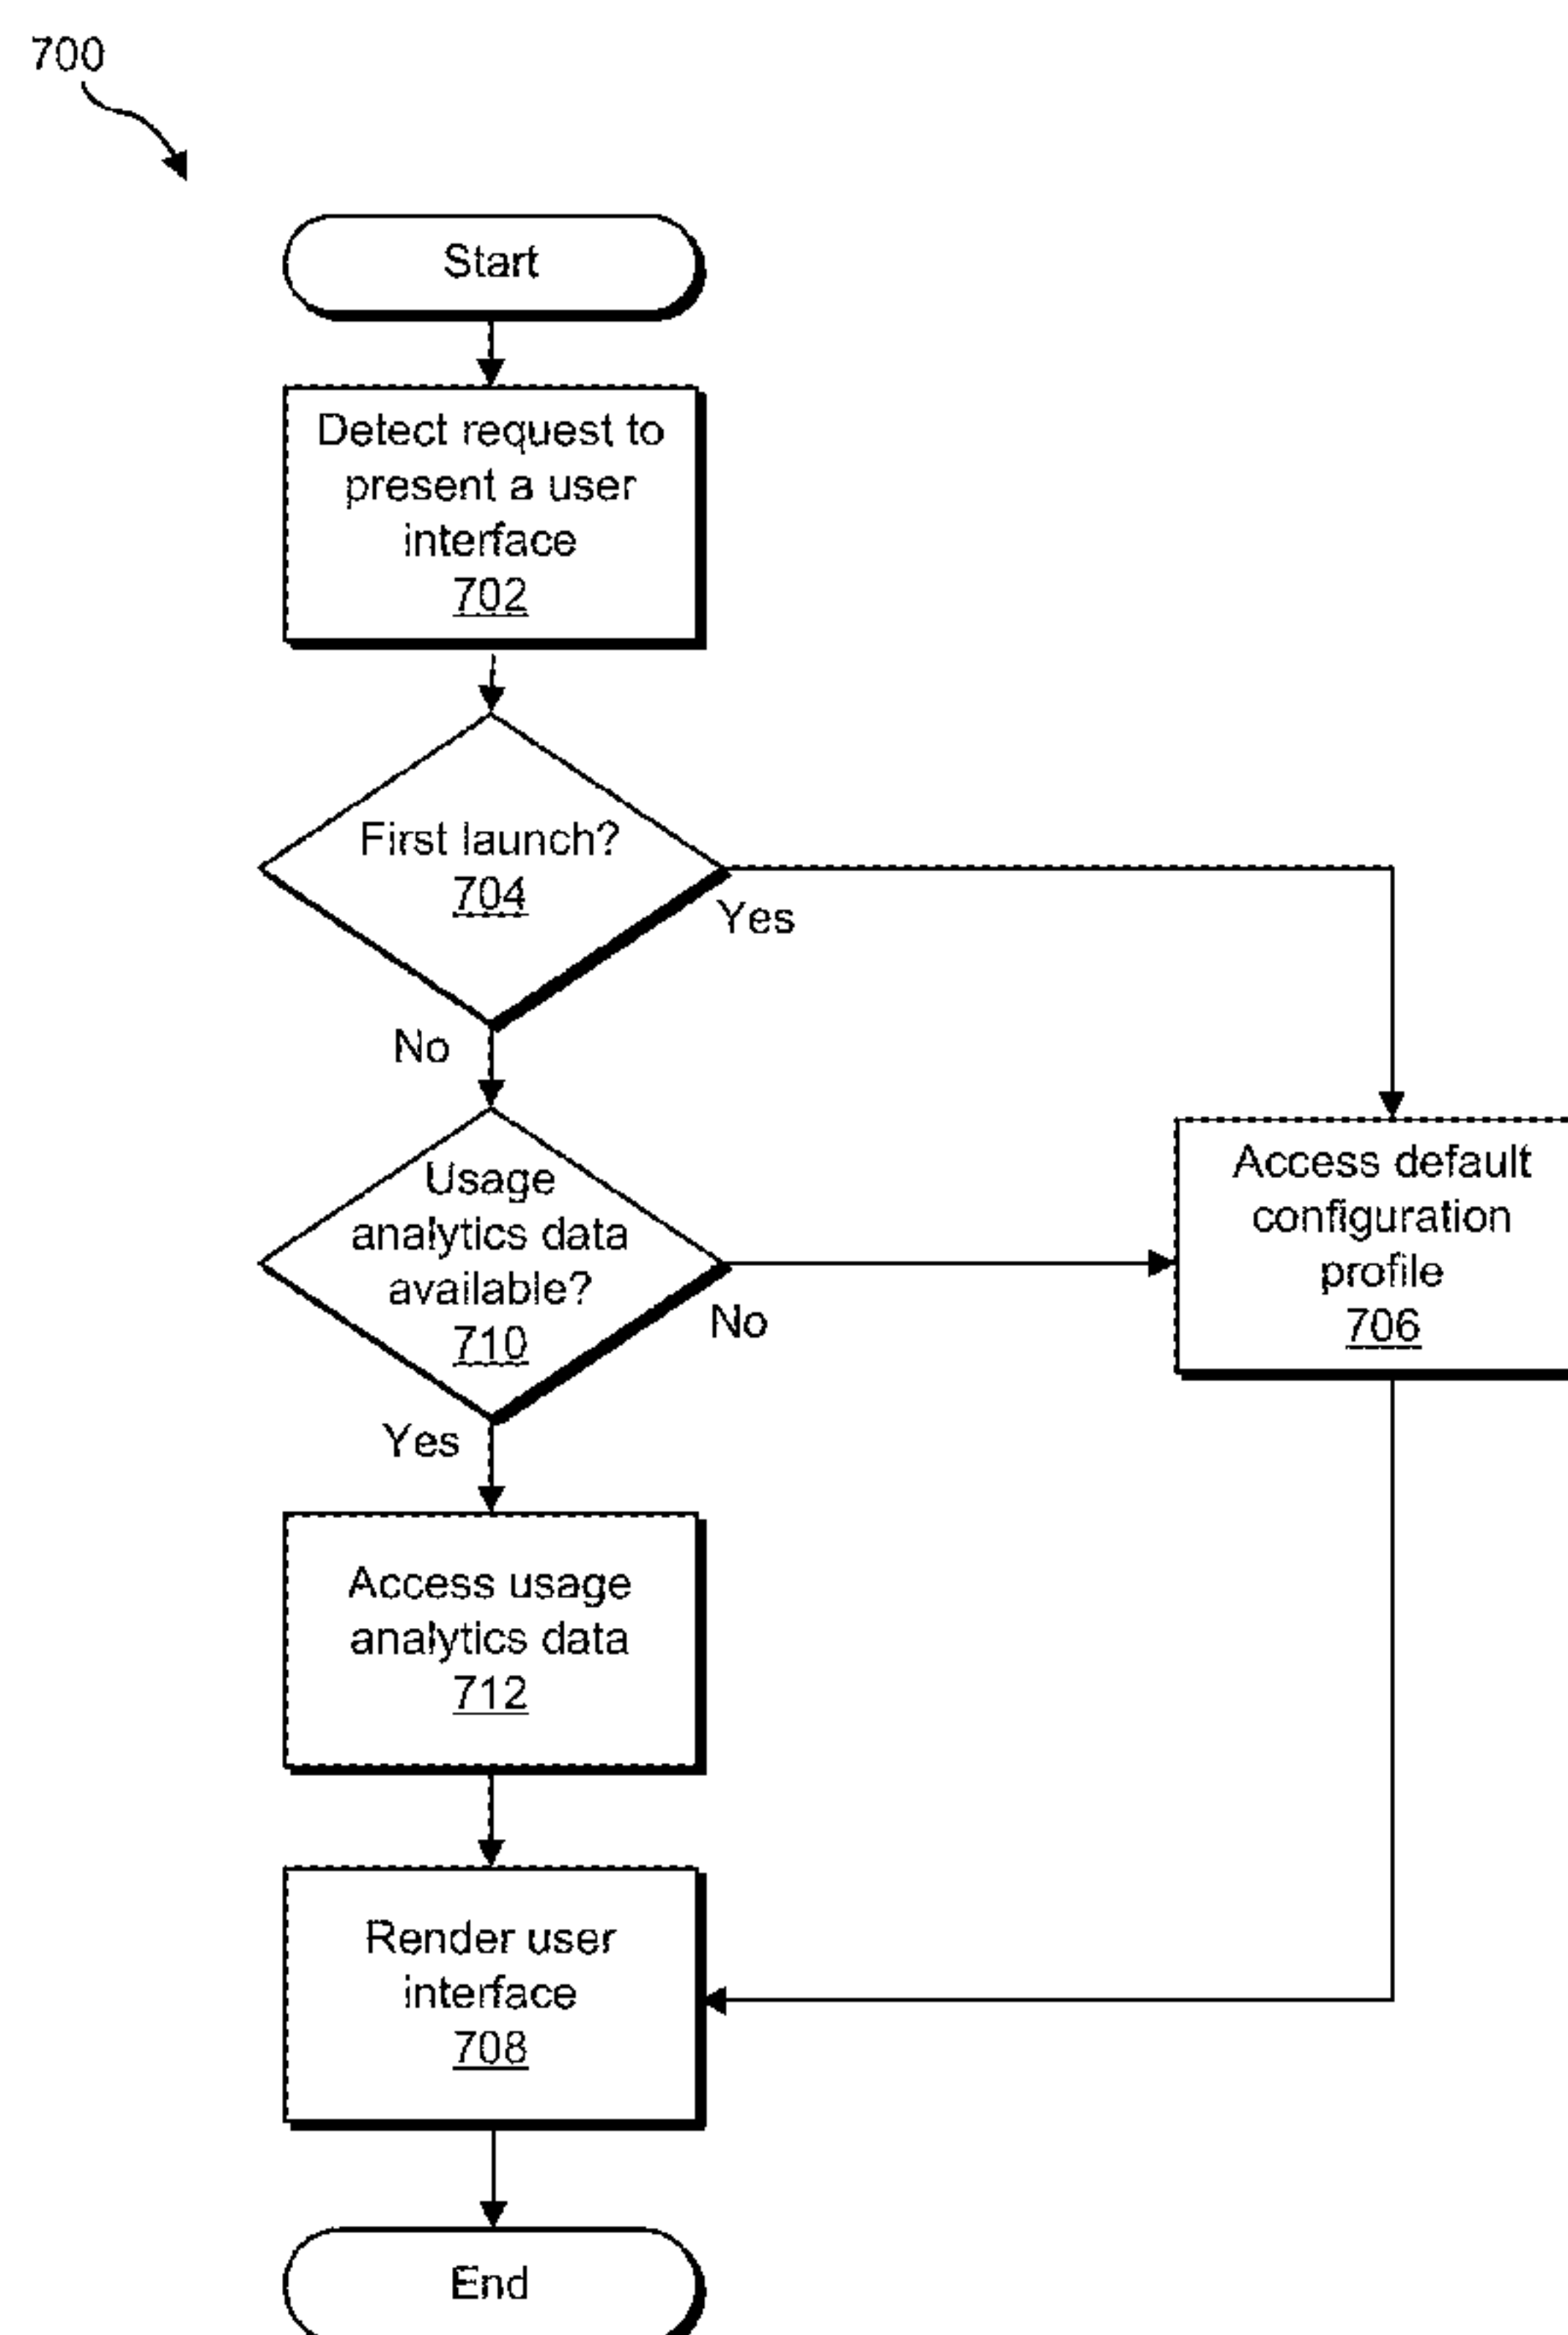 700
Start
Detect request to
present a user
interface
702
First launch?
704
Yes
No
Usage
analytics data
available?
710
No
Yes
Access default
configuration
profile
706
Access usage
analytics data
712
Render user
interface
708
End